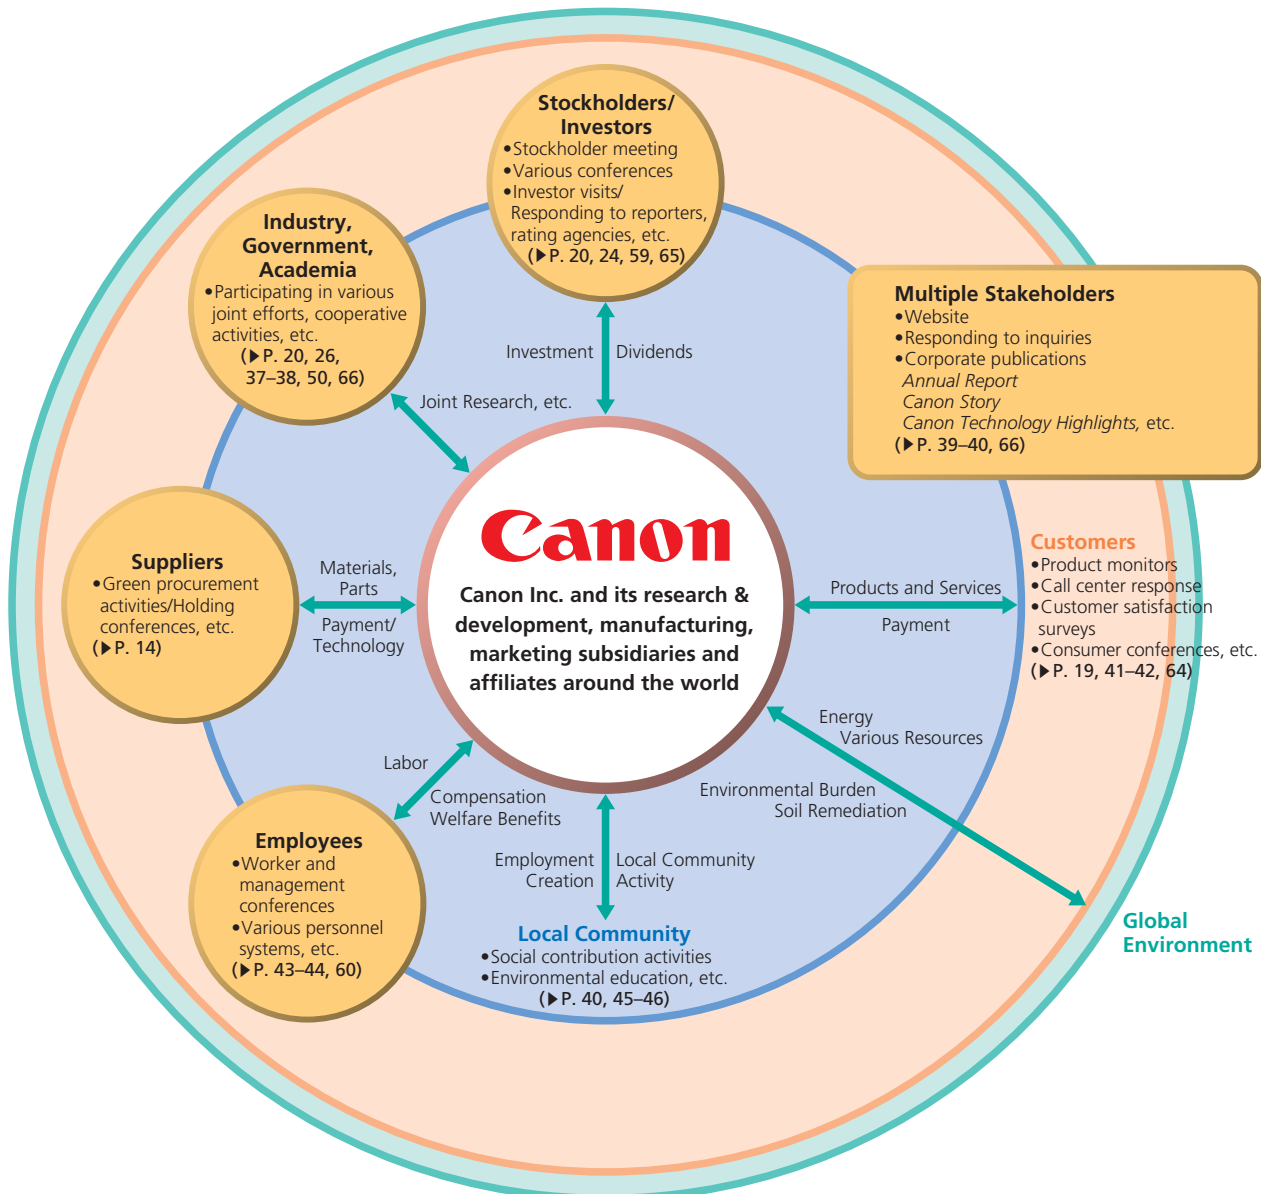 Stockholders/
Investors
•Stockholder meeting
•Various conferences
•Investor visits/
Responding to reporters,
rating agencies, etc.
(▶P. 20, 24, 59, 65)
Industry,
Government,
Academia
•Participating in various
joint efforts, cooperative
activities, etc.
(▶P. 20, 26,
37–38, 50, 66)
Multiple Stakeholders
•Website
•Responding to inquiries
•Corporate publications
Annual Report
Canon Story
Canon Technology Highlights, etc.
(▶P. 39–40, 66)
Investment
Dividends
Joint Research, etc.
Suppliers
•Green procurement
activities/Holding
conferences, etc.
(▶P. 14)
Materials,
Parts
Payment/
Technology
Canon
Canon Inc. and its research &
development, manufacturing,
marketing subsidiaries and
affiliates around the world
Products and Services
Payment
Customers
•Product monitors
•Call center response
•Customer satisfaction
surveys
•Consumer conferences, etc.
(▶P. 19, 41–42, 64)
Energy
Various Resources
Environmental Burden
Soil Remediation
Global
Environment
Labor
Compensation
Welfare Benefits
Employees
•Worker and
management
conferences
•Various personnel
systems, etc.
(▶P. 43–44, 60)
Employment
Creation
Local Community
Activity
Local Community
•Social contribution activities
•Environmental education, etc.
(▶P. 40, 45–46)